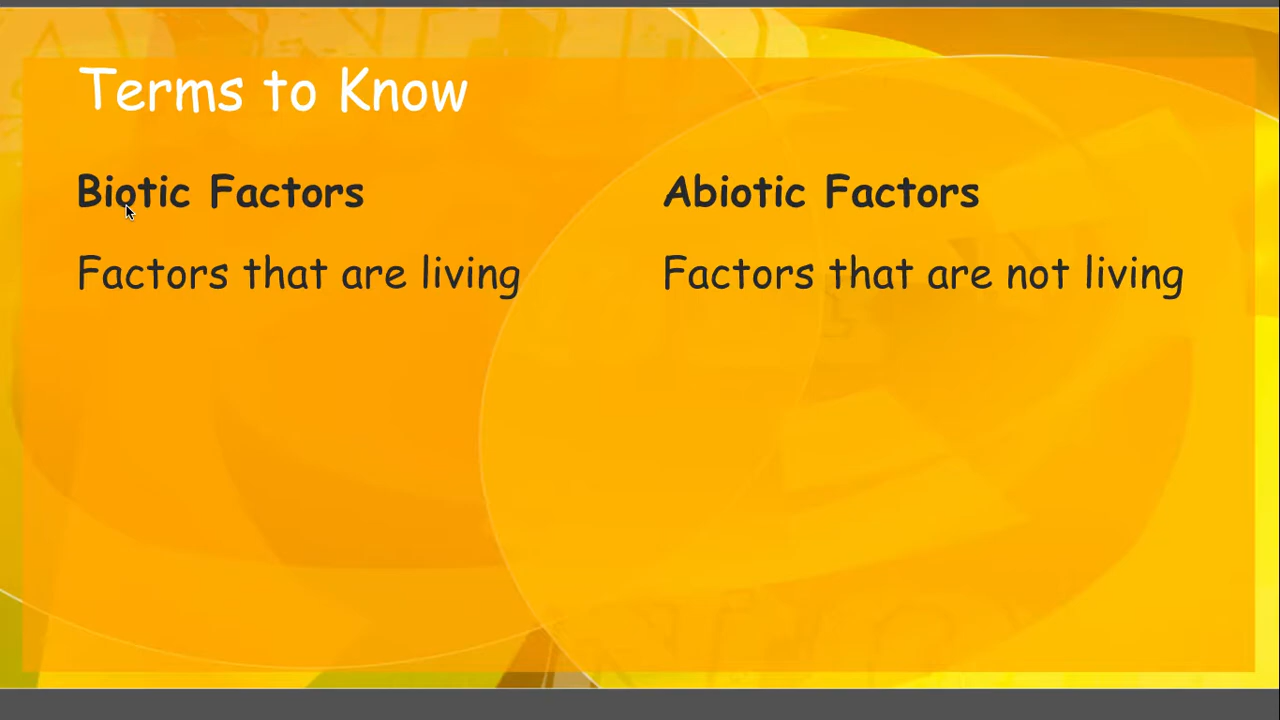 Terms to Know
Biotic Factors
Factors that are living
Abiotic Factors
Factors that are not living